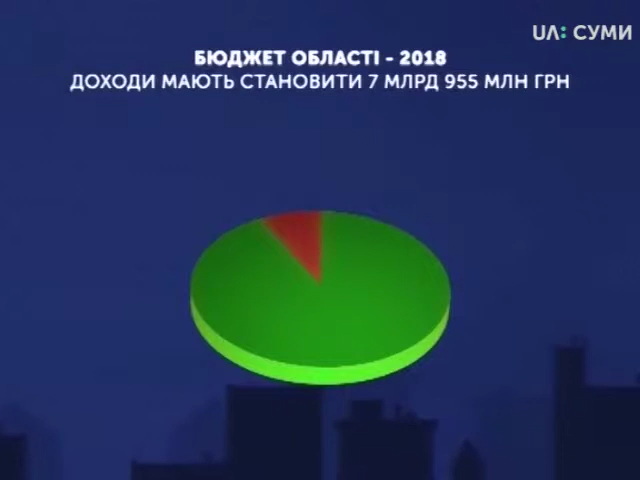 UA: СУМИ
БЮДЖЕТ ОБЛАСТІ - 2018
ДОХОДИ МАЮТЬ СТАНОВИТИ 7 МЛРД 955 МЛН ГРН